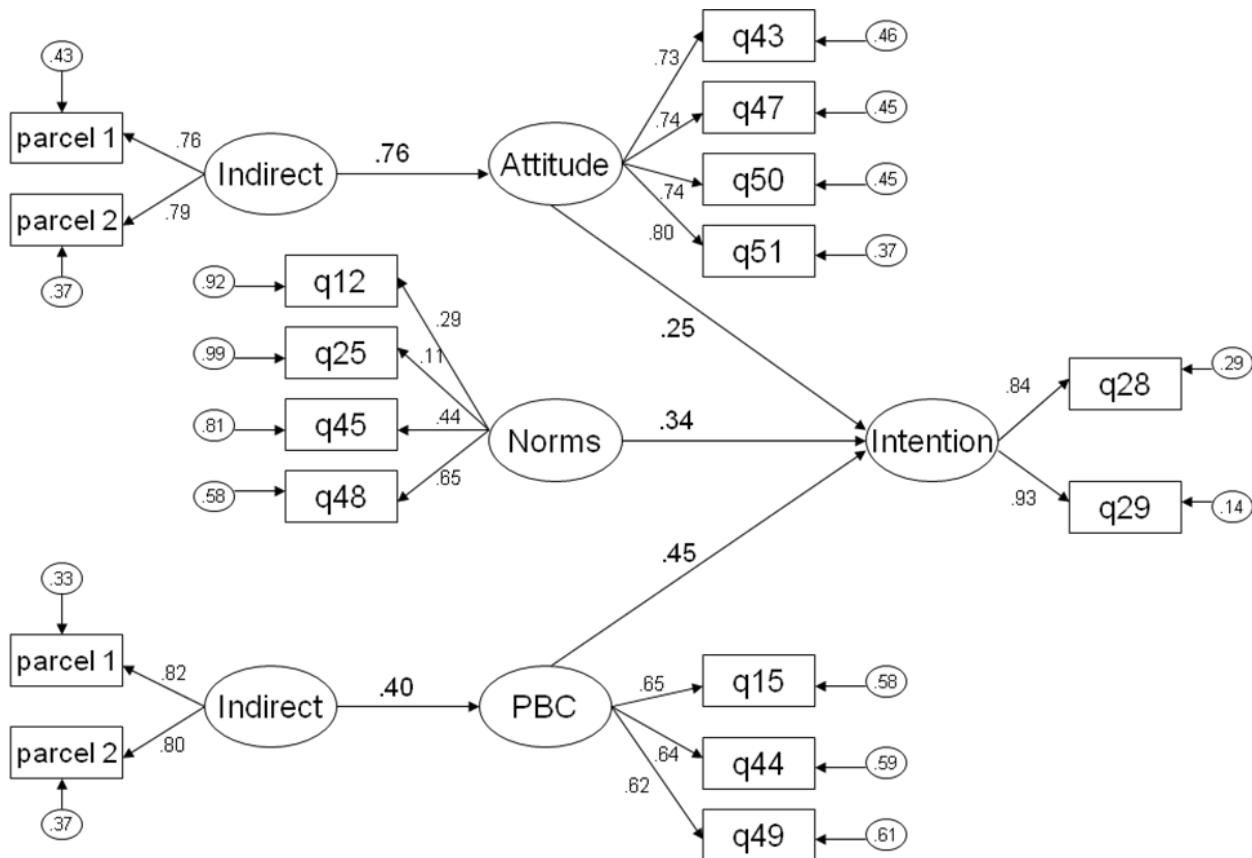 .43
parcel 1
.76
Indirect
parcel 2
.79
.37
.76
Attitude
.73
q43
.46
.74
q47
.45
.74
q50
.45
.80
q51
.37
.25
.92
q12
.29
.99
q25
.11
.81
q45
.44
.58
q48
.65
Norms
.34
Intention
.84
q28
.29
.93
q29
.14
.45
.33
parcel 1
.82
Indirect
parcel 2
.80
.37
.40
PBC
.65
q15
.58
.64
q44
.59
.62
q49
.61